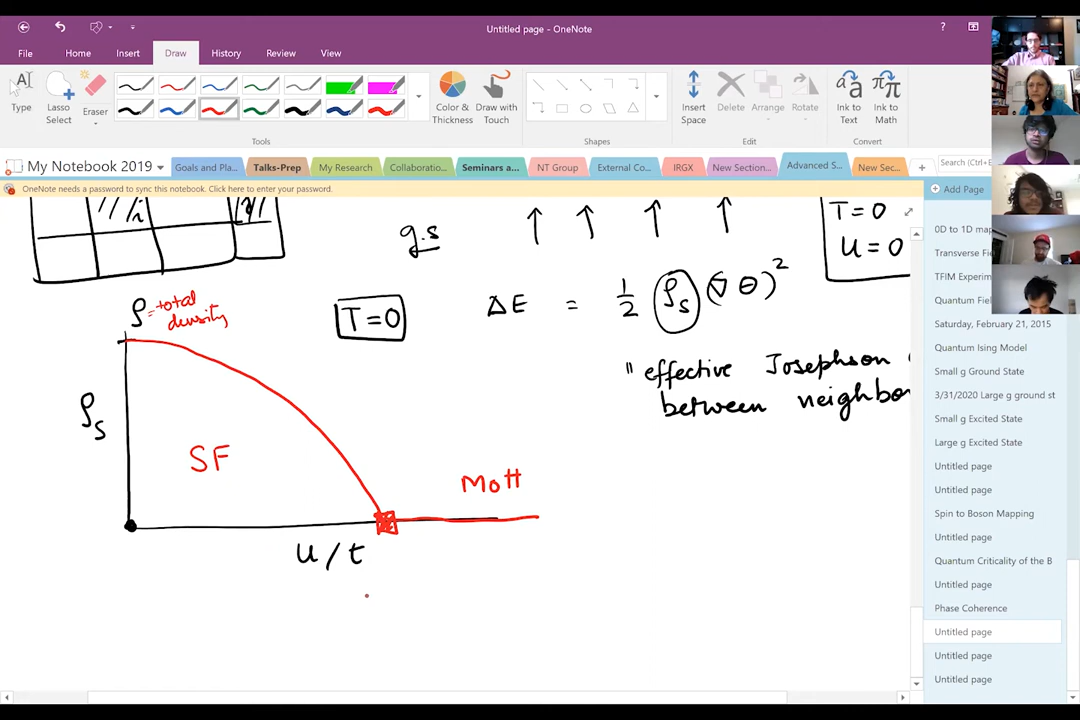 Untitled page - OneNote
?
File
Home
Insert
Draw
History
Review
View
Type
Lasso Select
Eraser
Color & Thickness
Draw with Touch
Insert Space
Delete
Arrange
Rotate
Ink to Text
Ink to Math
Tools
Shapes
Edit
Convert
My Notebook 2019
Goals and Pla...
Talks-Prep
My Research
Collaboratio...
Seminars a...
NT Group
External Co...
IRGX
New Section...
Advanced S...
New Sec...
+
Search (Ctrl+E
OneNote needs a password to sync this notebook. Click here to enter your password.
Add Page
g.s ↑ ↑ ↑ ↑
T=0
U=0
ρ = total density
T=0
ΔE = 1/2 ρs (∇θ)²
"effective Josephson
between neighbo
ρs
SF
Mott
U/t
0D to 1D map
Transverse F
TFIM Experim
Quantum Fiel
Saturday, February 21, 2015
Quantum Ising Model
Small g Ground State
3/31/2020 Large g ground st
Small g Excited State
Large g Excited State
Untitled page
Untitled page
Spin to Boson Mapping
Untitled page
Quantum Criticality of the B
Untitled page
Phase Coherence
Untitled page
Untitled page
Untitled page